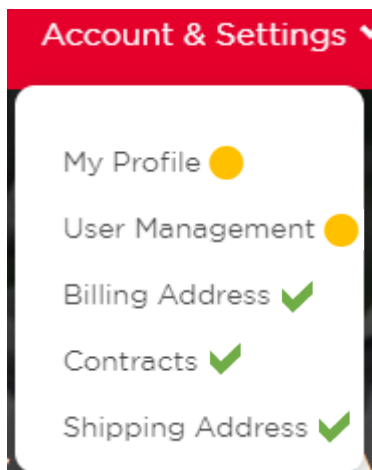 Account & Settings
My Profile
User Management
Billing Address
Contracts
Shipping Address